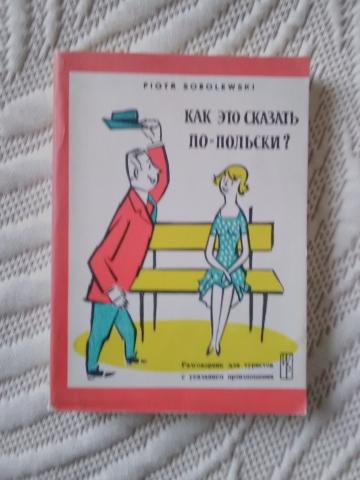 PIOTR SOBOLEWSKI
КАК ЭТО СКАЗАТЬ
ПО-ПОЛЬСКИ?
Разговорник для туристов
с указанием произношения